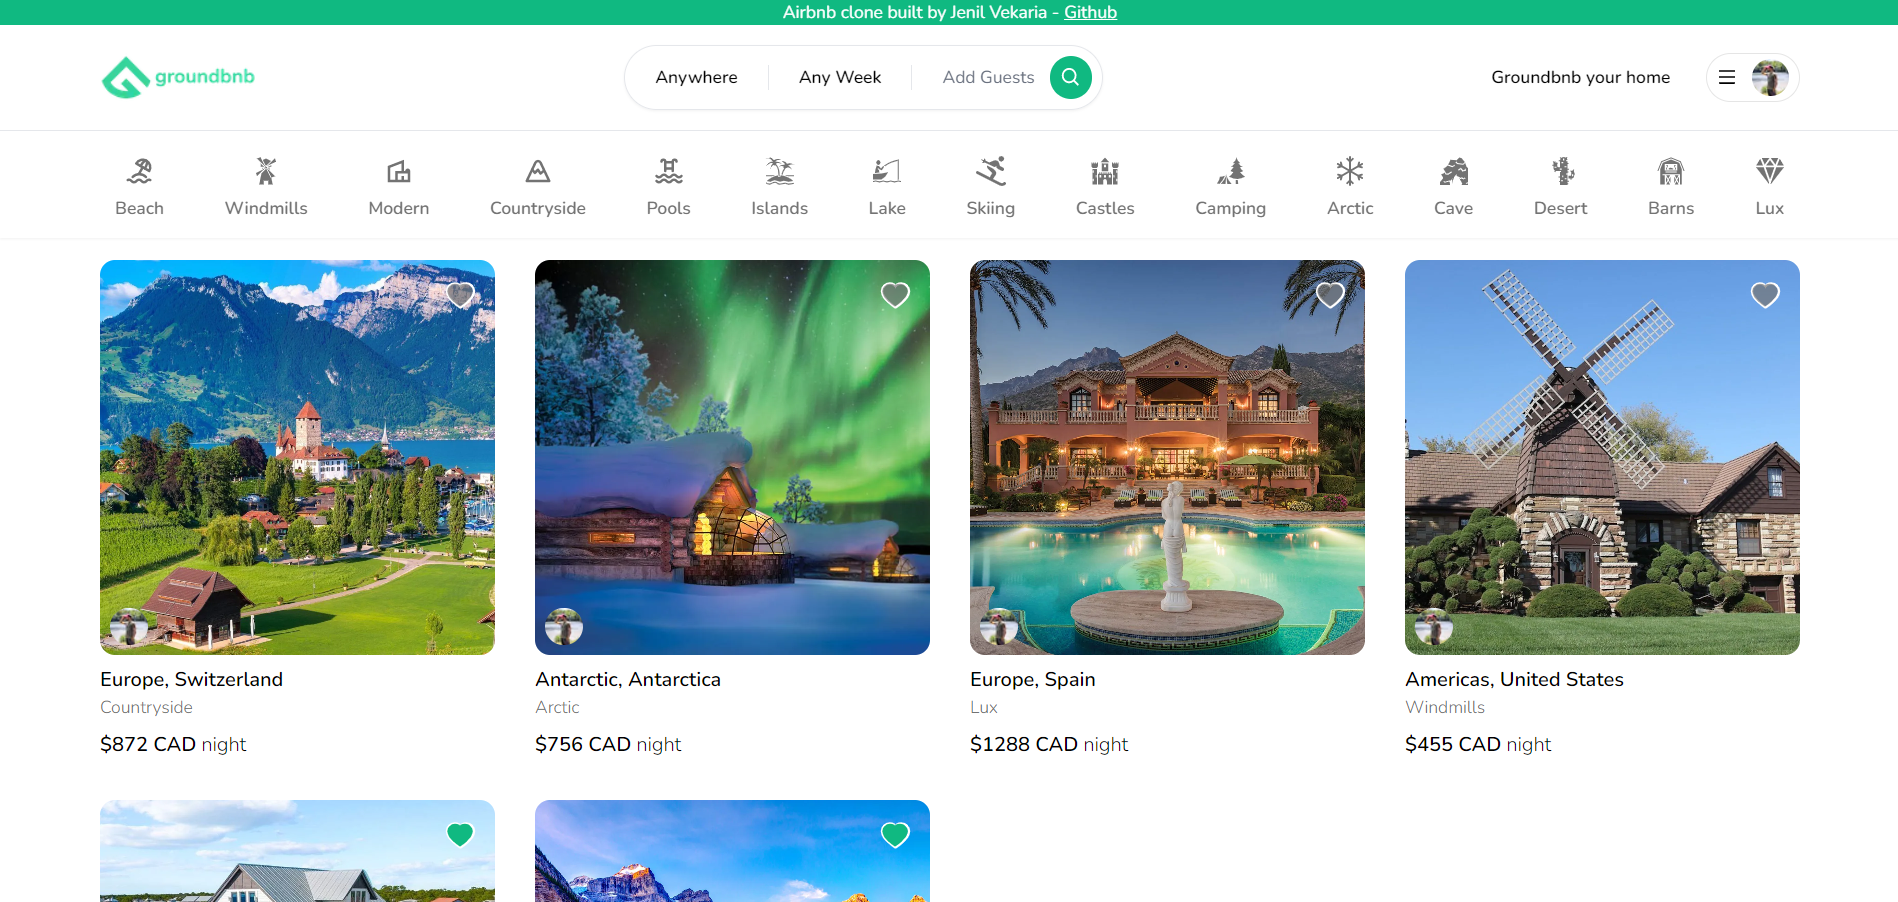 Airbnb clone built by Jenil Vekaria - Github
groundbnb
Anywhere
Any Week
Add Guests
Groundbnb your home
Beach
Windmills
Modern
Countryside
Pools
Islands
Lake
Skiing
Castles
Camping
Arctic
Cave
Desert
Barns
Lux
Europe, Switzerland
Countryside
$872 CAD night
Antarctic, Antarctica
Arctic
$756 CAD night
Europe, Spain
Lux
$1288 CAD night
Americas, United States
Windmills
$455 CAD night